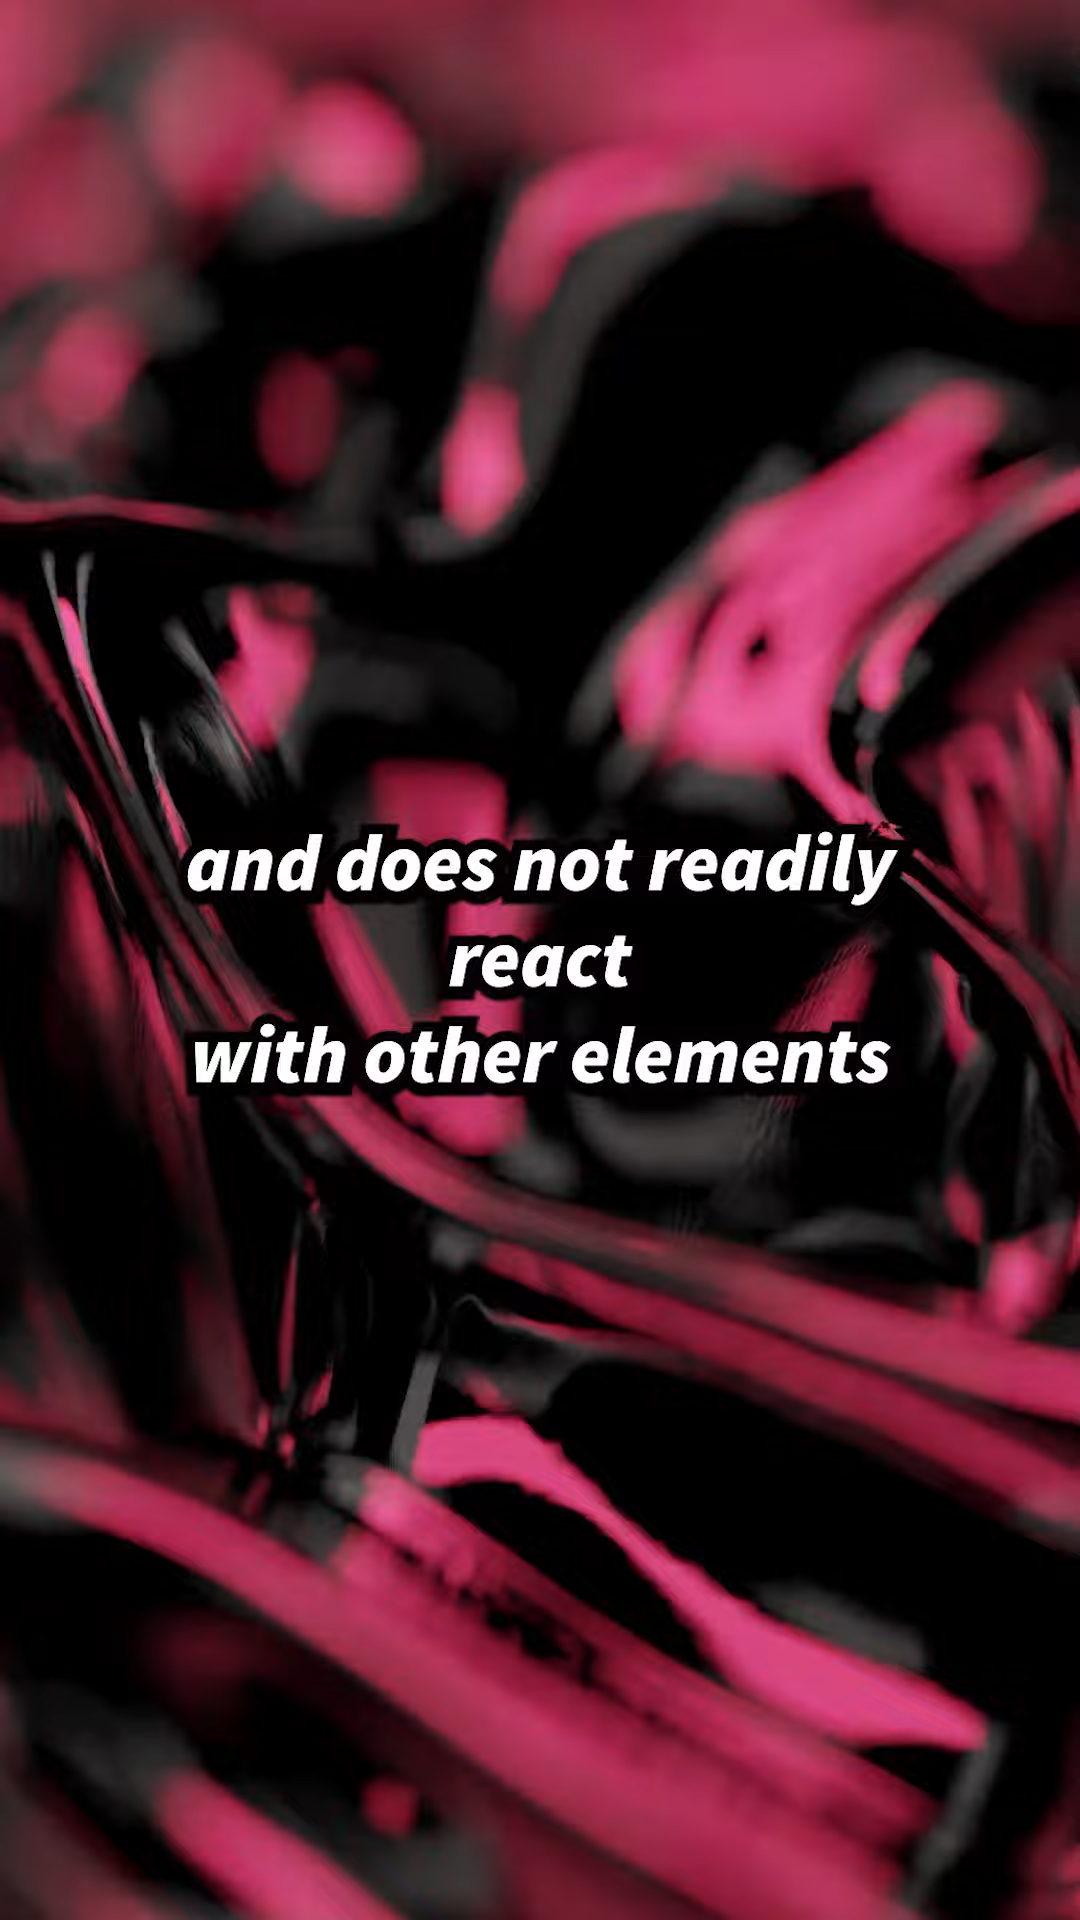 and does not readily
react
with other elements